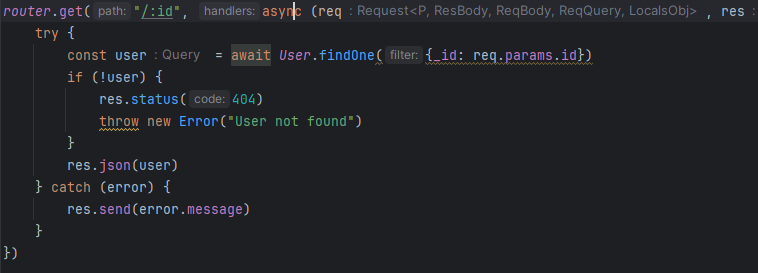 router.get( path: "/:id", handlers: async (req : Request<P, ResBody, ReqBody, ReqQuery, LocalsObj> , res :
    try {
        const user : Query  = await User.findOne( filter: {_id: req.params.id})
        if (!user) {
            res.status( code: 404)
            throw new Error("User not found")
        }
        res.json(user)
    } catch (error) {
        res.send(error.message)
    }
})